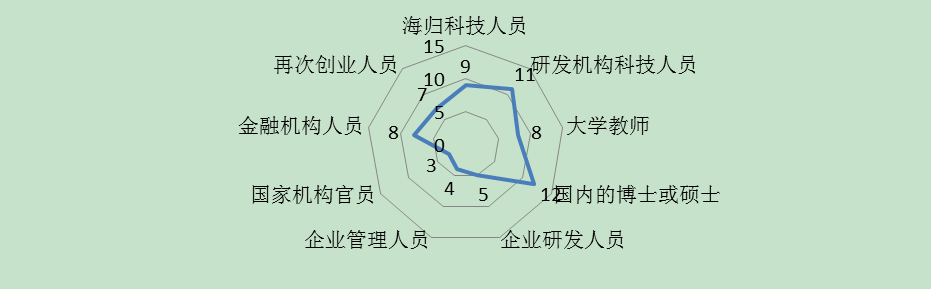 海归科技人员
15
再次创业人员
9
11
研发机构科技人员
10
7
5
金融机构人员
8
8
大学教师
0
3
国家机构官员
4
5
12
国内的博士或硕士
企业管理人员
企业研发人员